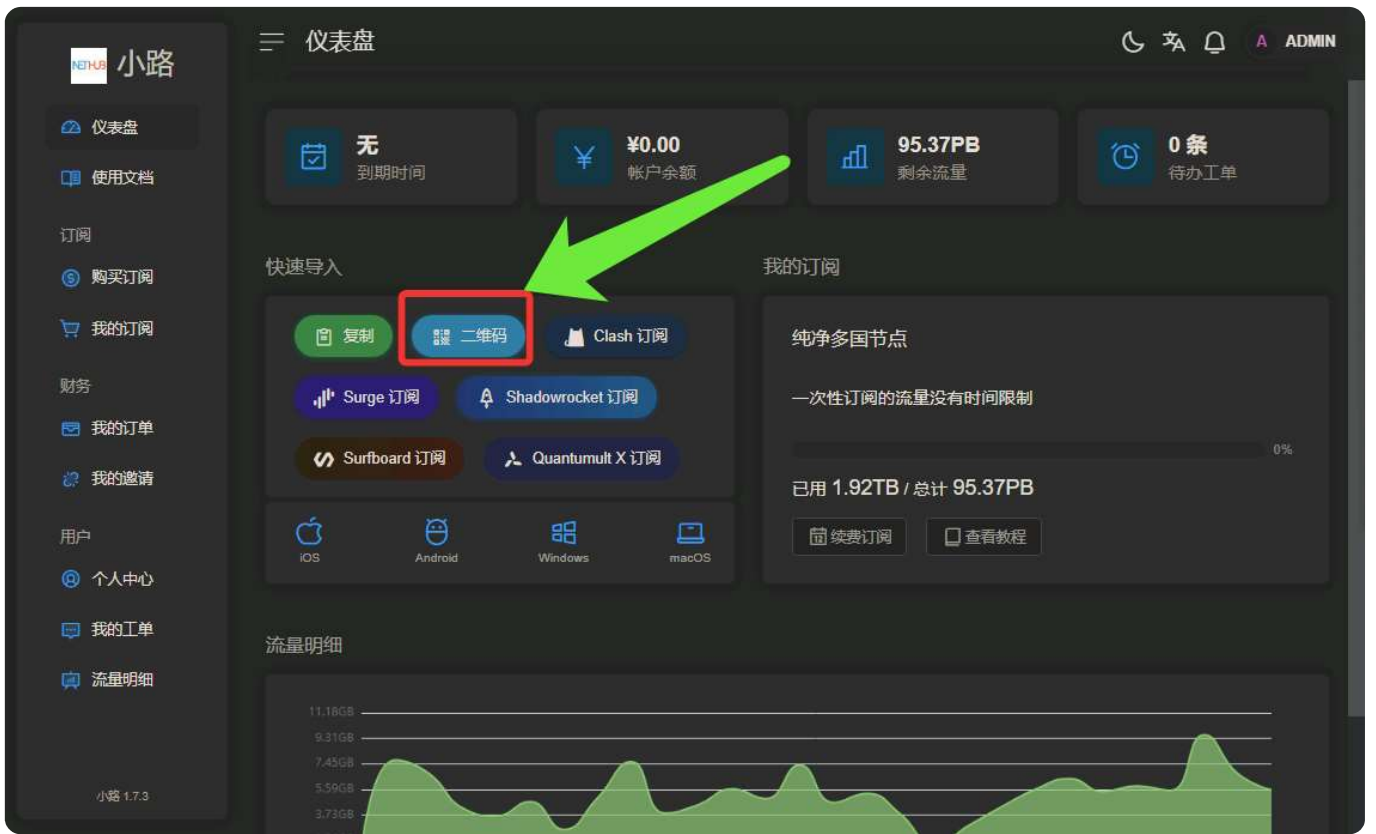 NETHUB 小路
仪表盘
使用文档
订阅
购买订阅
我的订阅
财务
我的订单
我的邀请
用户
个人中心
我的工单
流量明细
小路 1.7.3
仪表盘
A ADMIN
无
到期时间
¥0.00
帐户余额
95.37PB
剩余流量
0 条
待办工单
快速导入
复制 二维码 Clash 订阅
Surge 订阅 Shadowrocket 订阅
Surfboard 订阅 Quantumult X 订阅
iOS Android Windows macOS
我的订阅
纯净多国节点
一次性订阅的流量没有时间限制
0%
已用 1.92TB / 总计 95.37PB
12 续费订阅 查看教程
流量明细
11.18GB
9.31GB
7.45GB
5.59GB
3.73GB